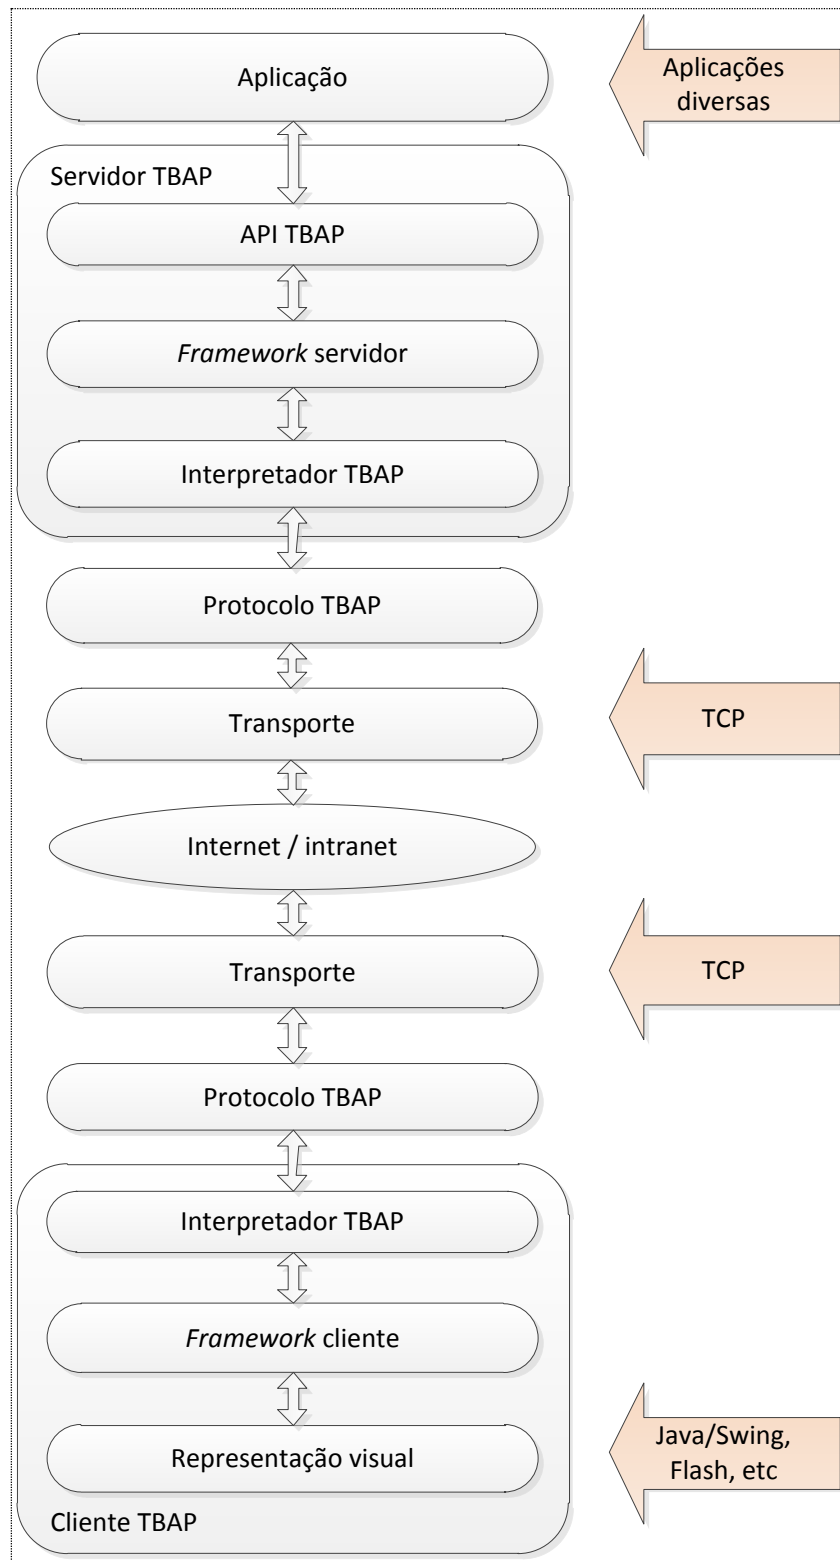 Aplicação
Aplicações
diversas
Servidor TBAP
API TBAP
Framework servidor
Interpretador TBAP
Protocolo TBAP
Transporte
TCP
Internet / intranet
Transporte
TCP
Protocolo TBAP
Interpretador TBAP
Framework cliente
Representação visual
Java/Swing,
Flash, etc
Cliente TBAP